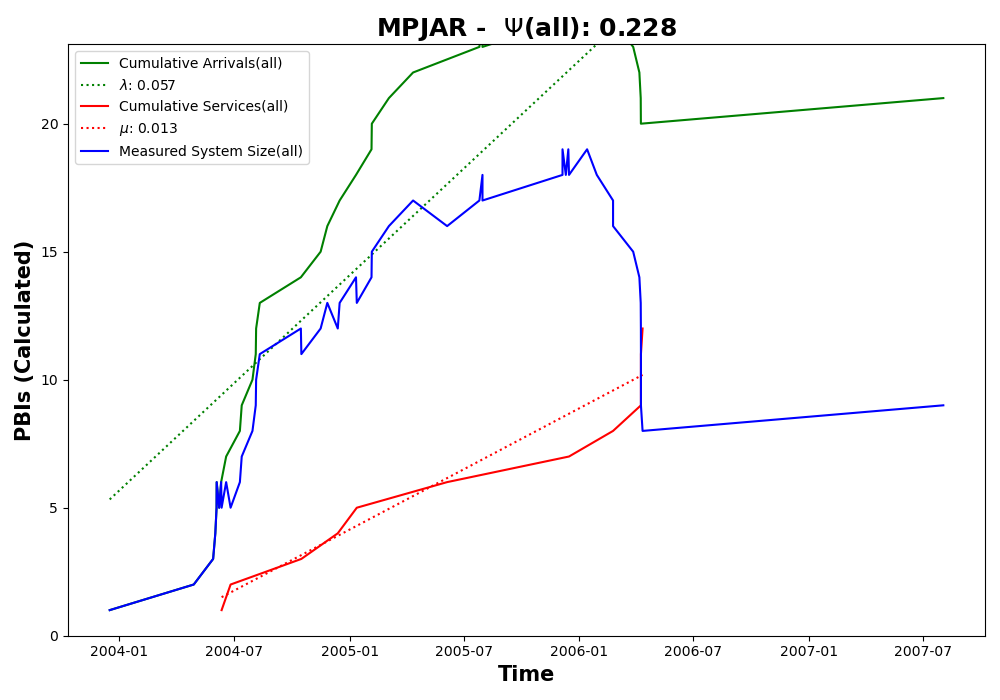 MPJAR - Ψ(all): 0.228
Cumulative Arrivals(all)
λ: 0.057
Cumulative Services(all)
μ: 0.013
Measured System Size(all)
PBIs (Calculated)
20
15
10
5
0
2004-01 2004-07 2005-01 2005-07 2006-01 2006-07 2007-01 2007-07
Time